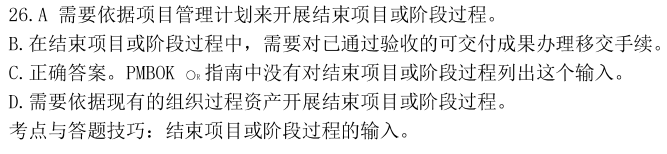 26.A 需要依据项目管理计划来开展结束项目或阶段过程。
B.在结束项目或阶段过程中，需要对已通过验收的可交付成果办理移交手续。
C.正确答案。PMBOK ○R 指南中没有对结束项目或阶段过程列出这个输入。
D.需要依据现有的组织过程资产开展结束项目或阶段过程。
考点与答题技巧：结束项目或阶段过程的输入。